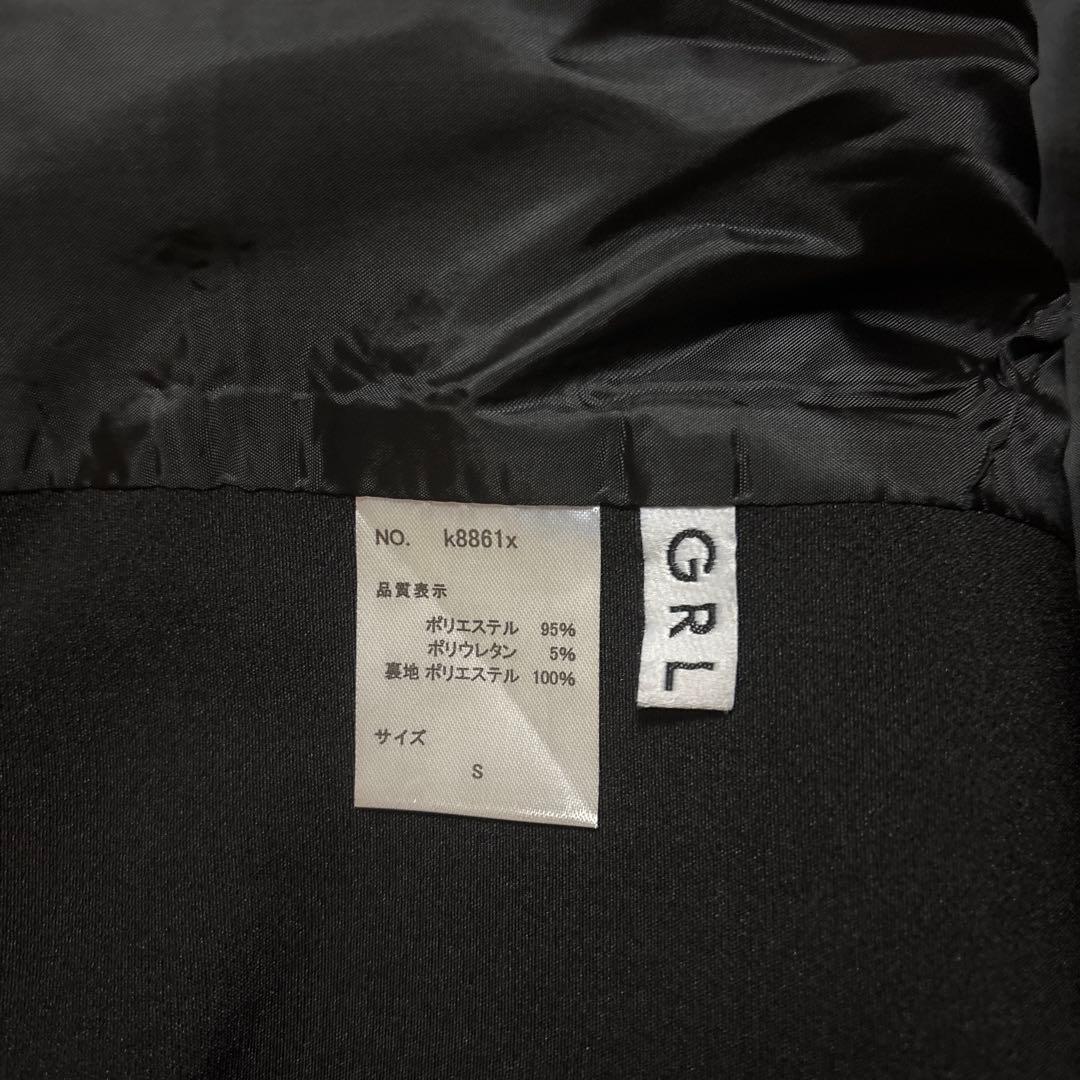 NO. k8861x
品質表示
ポリエステル 95%
ポリウレタン 5%
裏地 ポリエステル 100%
サイズ
S
GRL